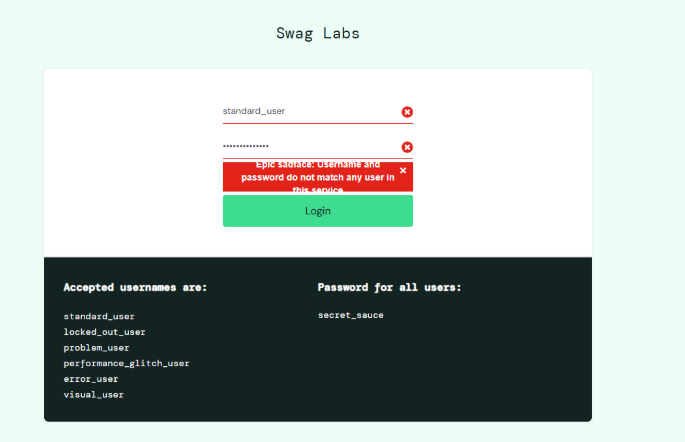 Swag Labs
standard_user
••••••••••••••
Epic sadface: Username and
password do not match any user in
this service
Login
Accepted usernames are:
standard_user
locked_out_user
problem_user
performance_glitch_user
error_user
visual_user
Password for all users:
secret_sauce